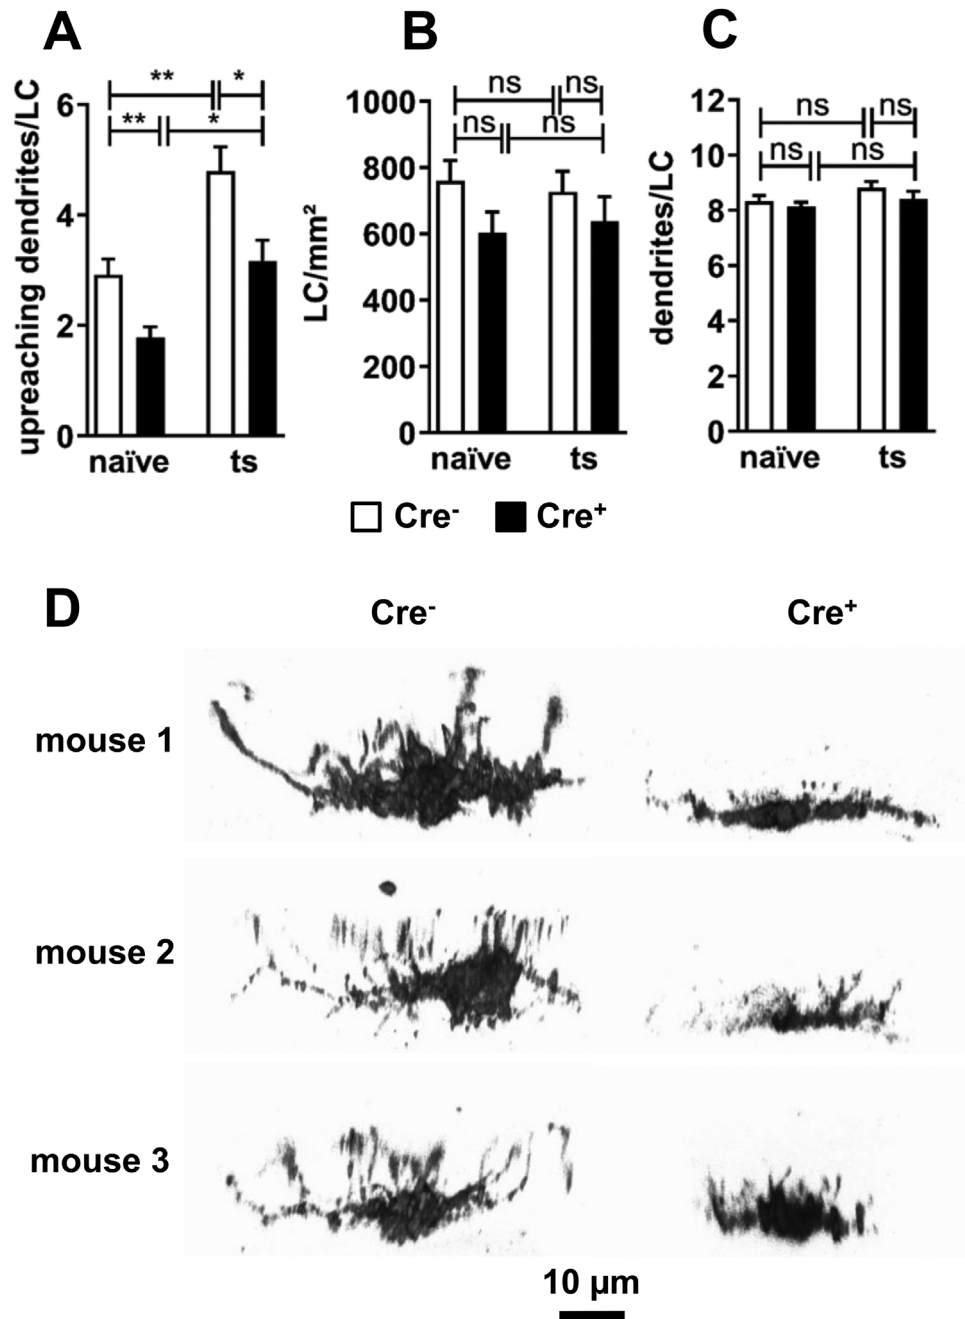 A
B
C
upreaching dendrites/LC
6
4
2
0
**
*
**
*
naïve
ts
LC/mm²
1000
800
600
400
200
0
ns
ns
ns
ns
naïve
ts
dendrites/LC
12
10
8
6
4
2
0
ns
ns
ns
ns
naïve
ts
Cre⁻ Cre⁺
D
Cre⁻
Cre⁺
mouse 1
mouse 2
mouse 3
10 µm